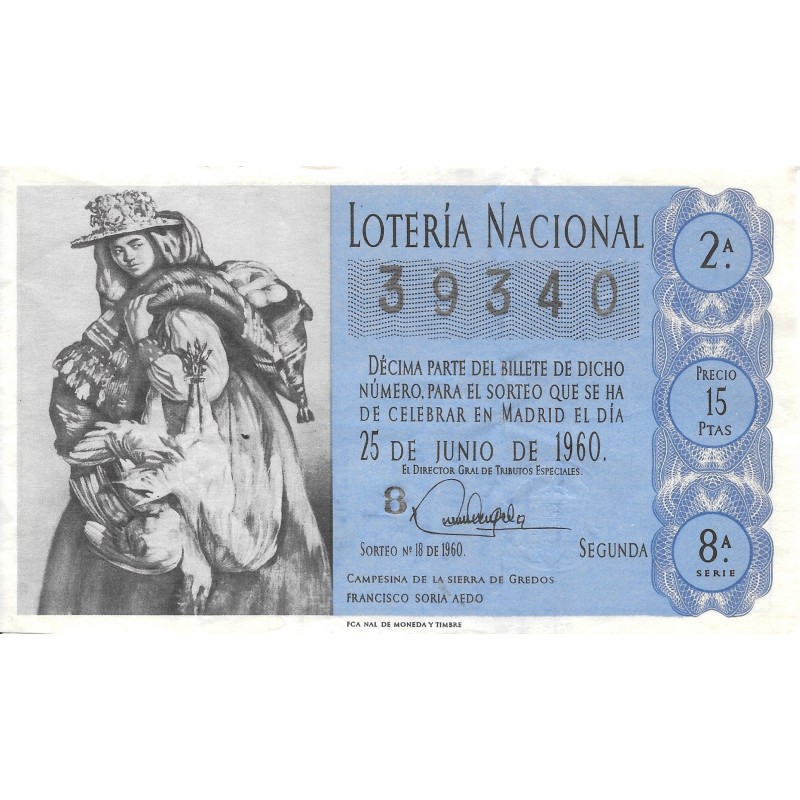 LOTERÍA NACIONAL
39340
DÉCIMA PARTE DEL BILLETE DE DICHO
NÚMERO, PARA EL SORTEO QUE SE HA
DE CELEBRAR EN MADRID EL DÍA
25 DE JUNIO DE 1960.
EL DIRECTOR GRAL DE TRIBUTOS ESPECIALES.
8
SORTEO Nº 18 DE 1960.
SEGUNDA
CAMPESINA DE LA SIERRA DE GREDOS
FRANCISCO SORIA AEDO
FCA NAL DE MONEDA Y TIMBRE
2.ᴬ
PRECIO
15
PTAS
8.ᴬ
SERIE